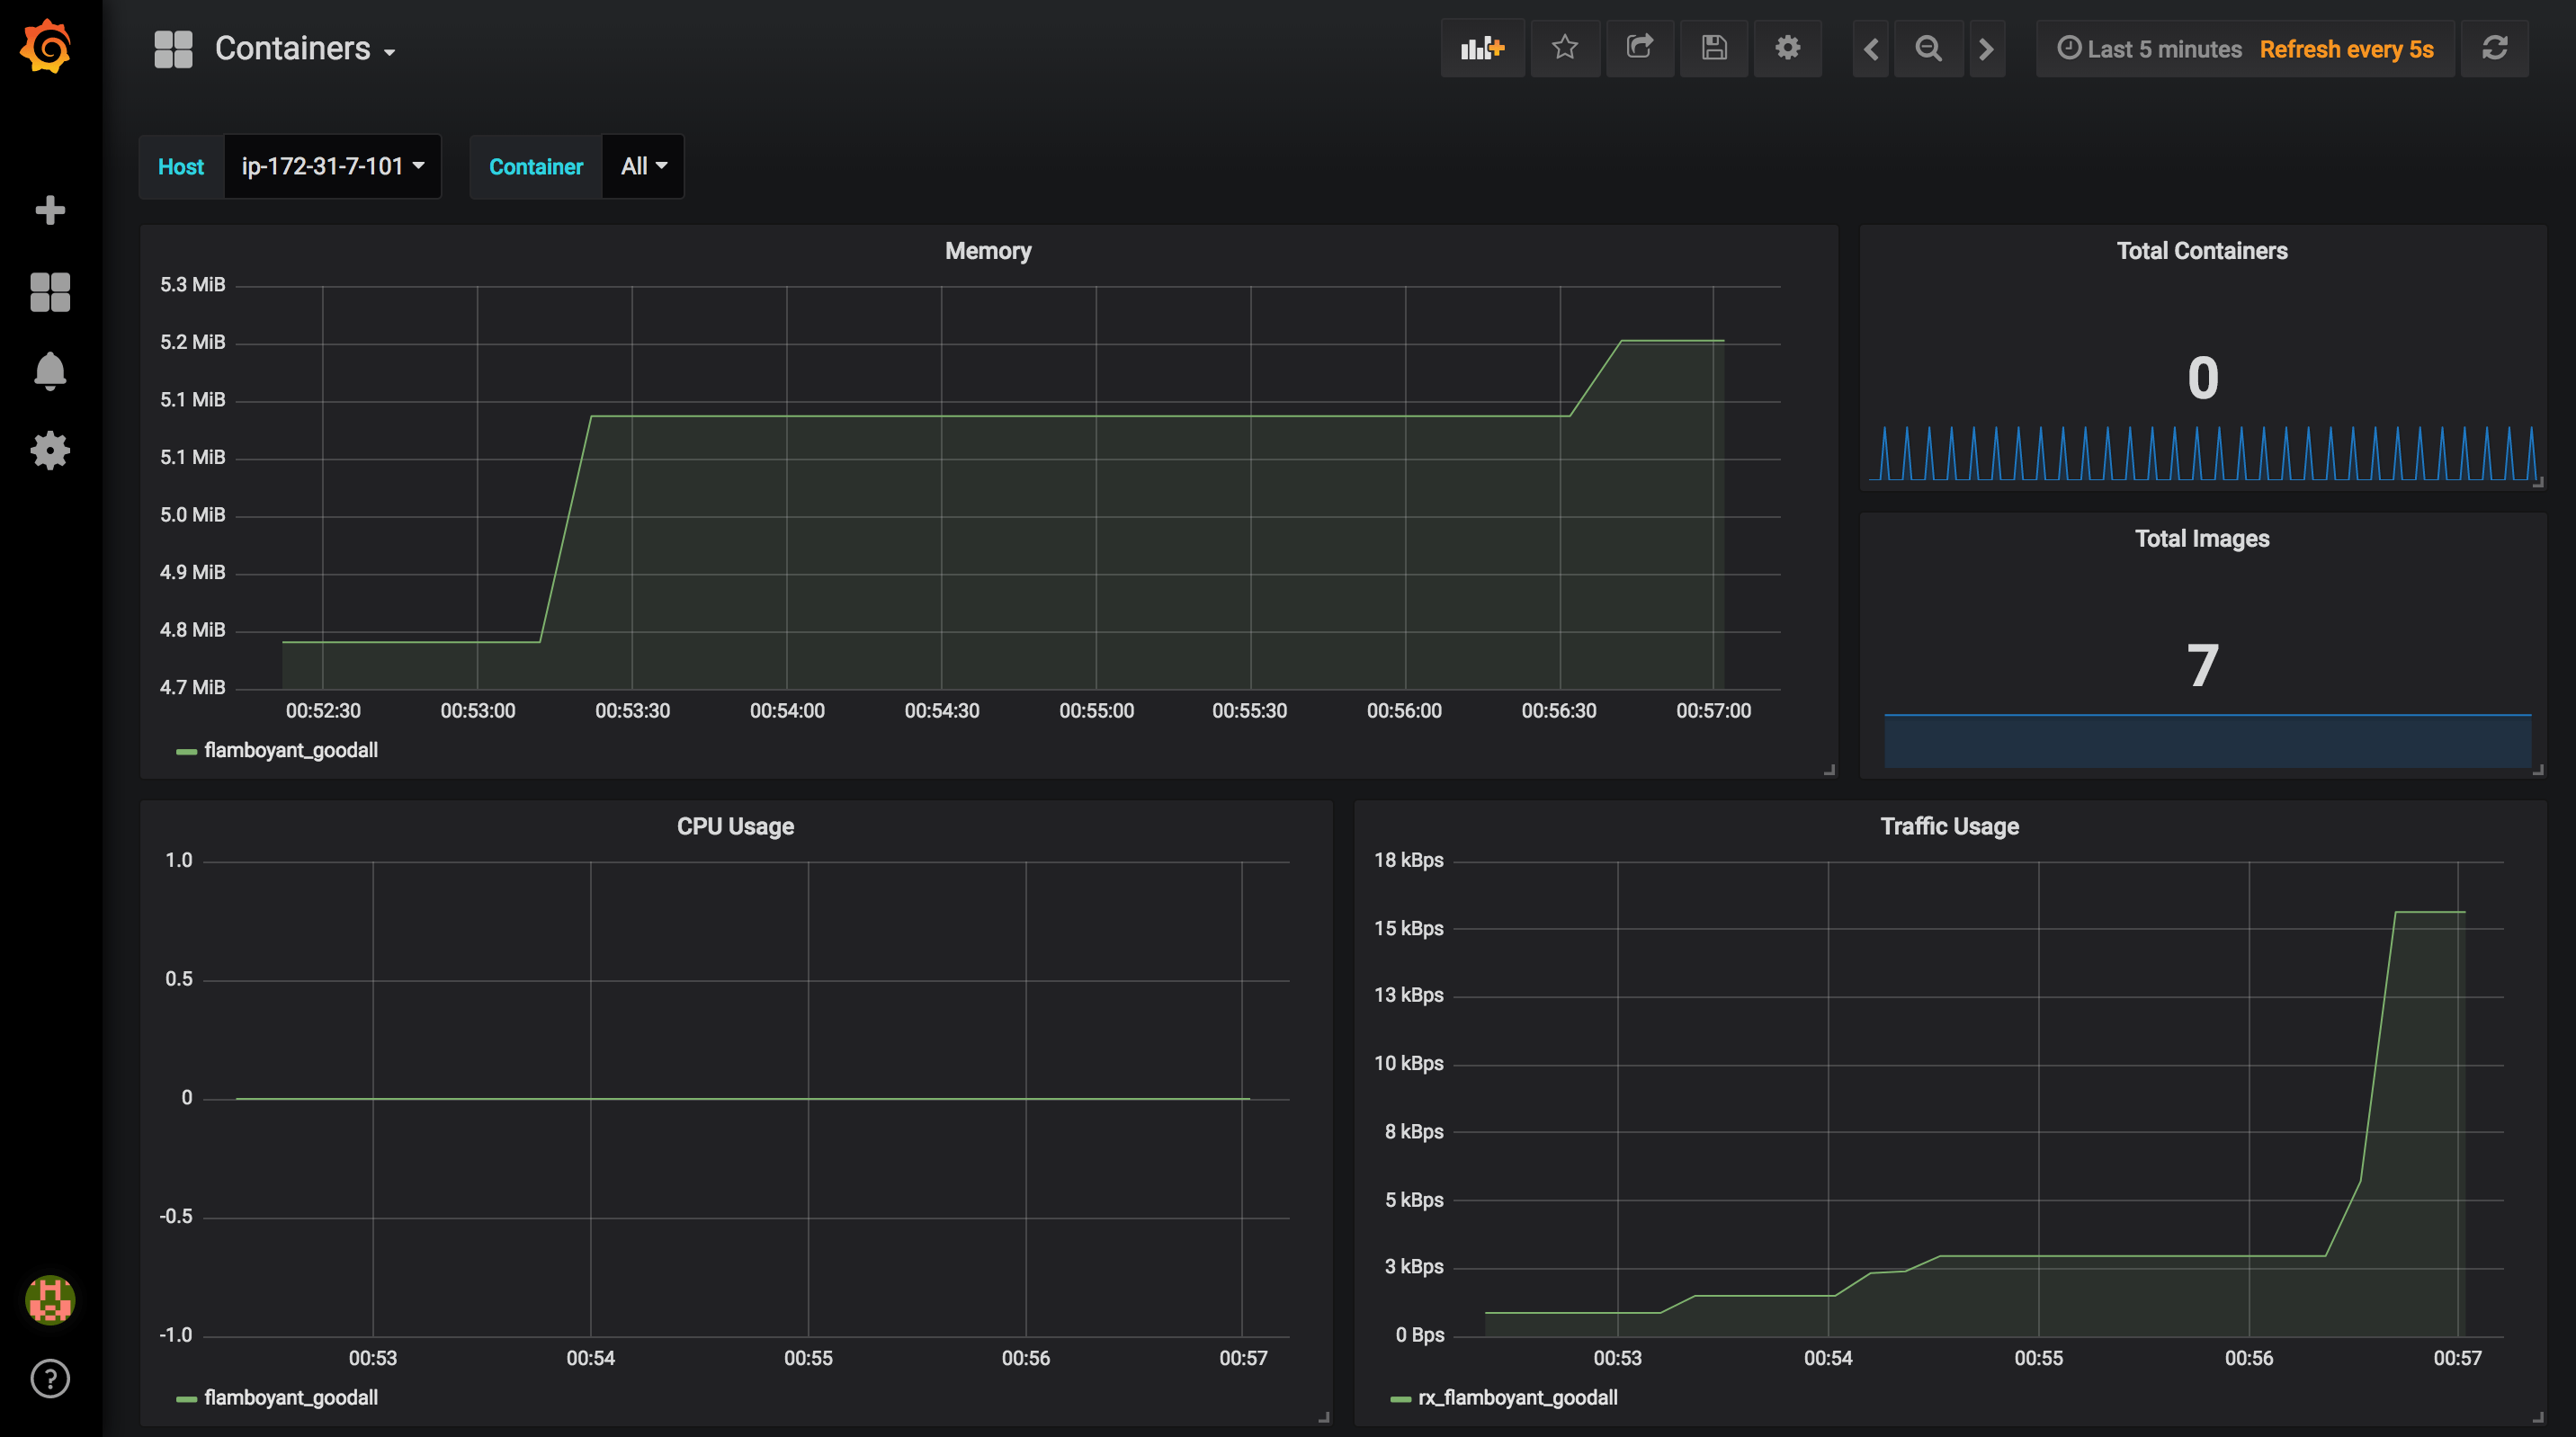 Containers
Last 5 minutes Refresh every 5s
Host ip-172-31-7-101 Container All
Memory
5.3 MiB
5.2 MiB
5.1 MiB
5.1 MiB
5.0 MiB
4.9 MiB
4.8 MiB
4.7 MiB
00:52:30 00:53:00 00:53:30 00:54:00 00:54:30 00:55:00 00:55:30 00:56:00 00:56:30 00:57:00
flamboyant_goodall
Total Containers
0
Total Images
7
CPU Usage
1.0
0.5
0
-0.5
-1.0
00:53 00:54 00:55 00:56 00:57
flamboyant_goodall
Traffic Usage
18 kBps
15 kBps
13 kBps
10 kBps
8 kBps
5 kBps
3 kBps
0 Bps
00:53 00:54 00:55 00:56 00:57
rx_flamboyant_goodall
?